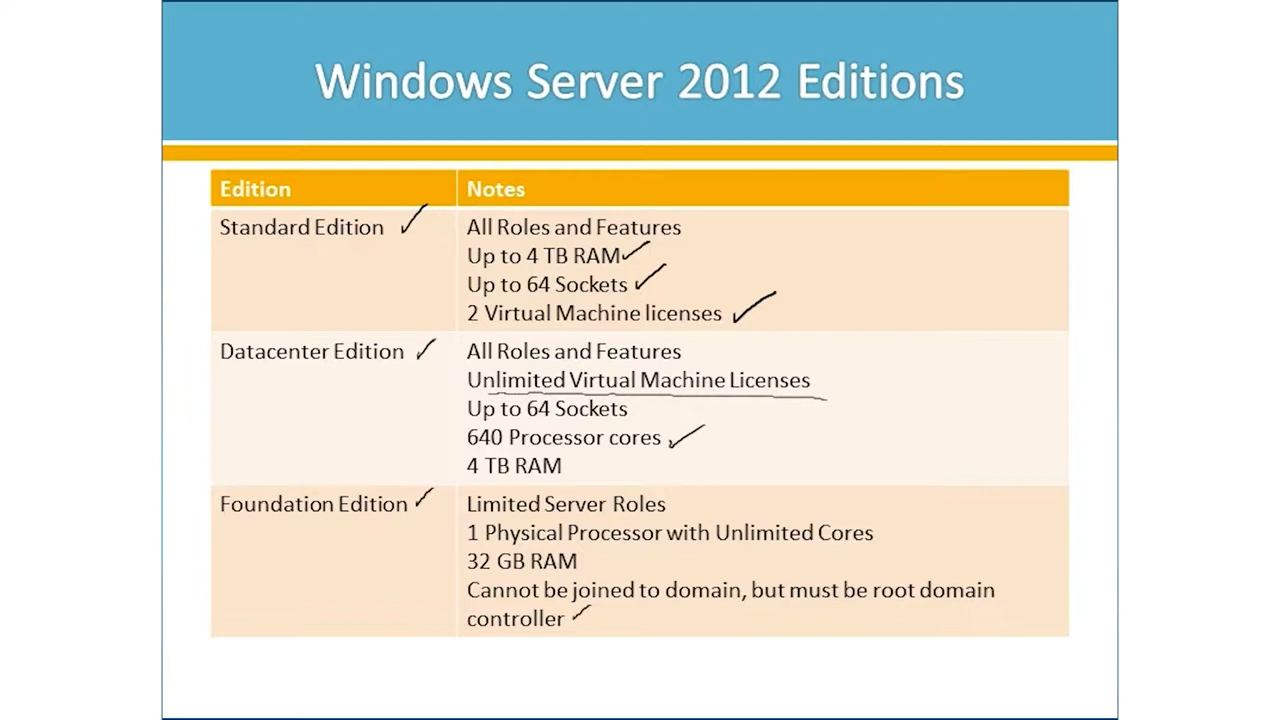 Windows Server 2012 Editions
Edition
Notes
Standard Edition
All Roles and Features
Up to 4 TB RAM
Up to 64 Sockets
2 Virtual Machine licenses
Datacenter Edition
All Roles and Features
Unlimited Virtual Machine Licenses
Up to 64 Sockets
640 Processor cores
4 TB RAM
Foundation Edition
Limited Server Roles
1 Physical Processor with Unlimited Cores
32 GB RAM
Cannot be joined to domain, but must be root domain
controller